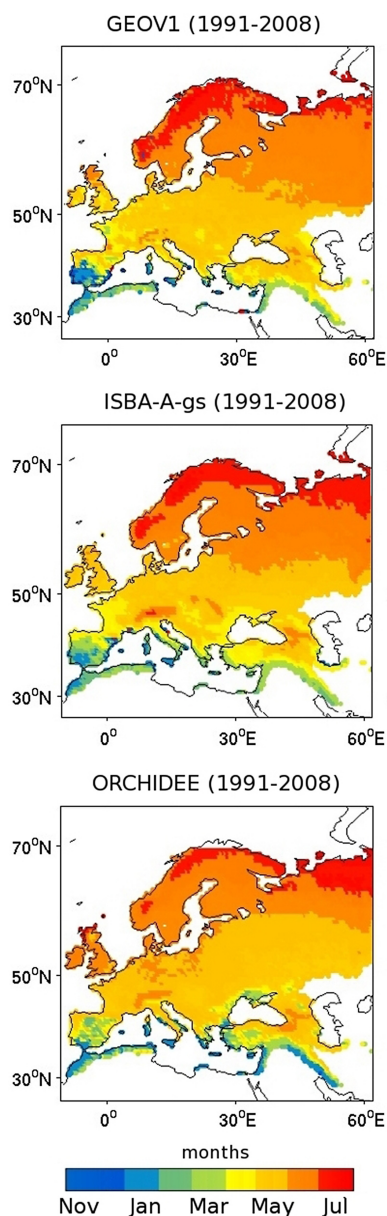 GEOV1 (1991-2008)
70°N
50°N
30°N
0° 30°E 60°E
ISBA-A-gs (1991-2008)
70°N
50°N
30°N
0° 30°E 60°E
ORCHIDEE (1991-2008)
70°N
50°N
30°N
0° 30°E 60°E
months
Nov Jan Mar May Jul